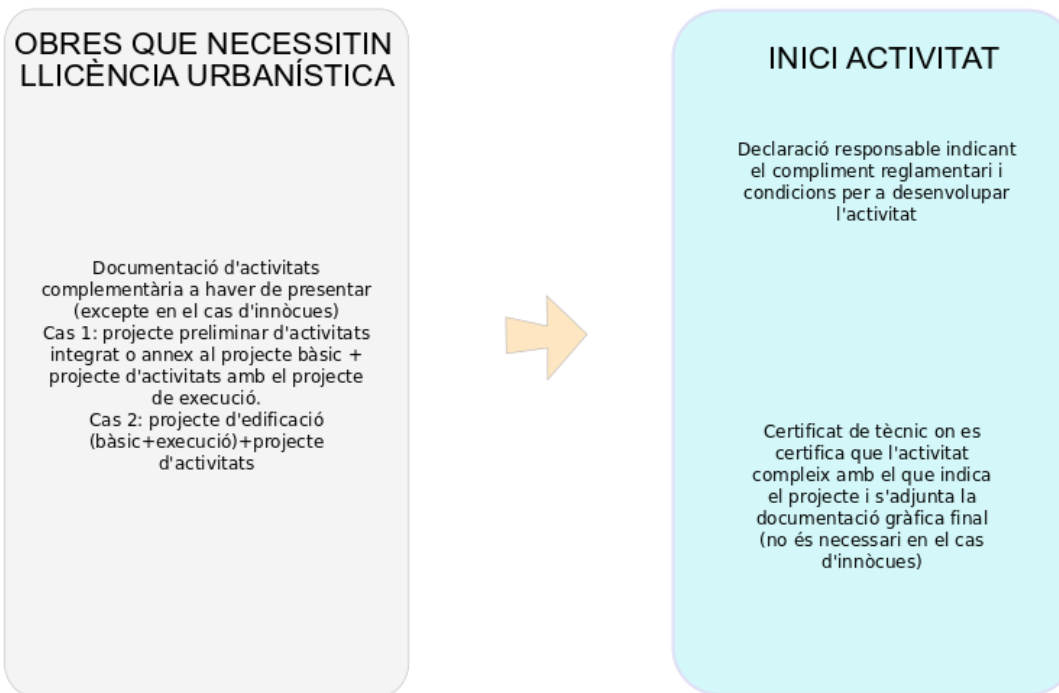 OBRES QUE NECESSITIN
LLICÈNCIA URBANÍSTICA
Documentació d'activitats
complementària a haver de presentar
(excepte en el cas d'innòcues)
Cas 1: projecte preliminar d'activitats
integrat o annex al projecte bàsic +
projecte d'activitats amb el projecte
de execució.
Cas 2: projecte d'edificació
(bàsic+execució)+projecte
d'activitats
INICI ACTIVITAT
Declaració responsable indicant
el compliment reglamentari i
condicions per a desenvolupar
l'activitat
Certificat de tècnic on es
certifica que l'activitat
compleix amb el que indica
el projecte i s'adjunta la
documentació gràfica final
(no és necessari en el cas
d'innòcues)